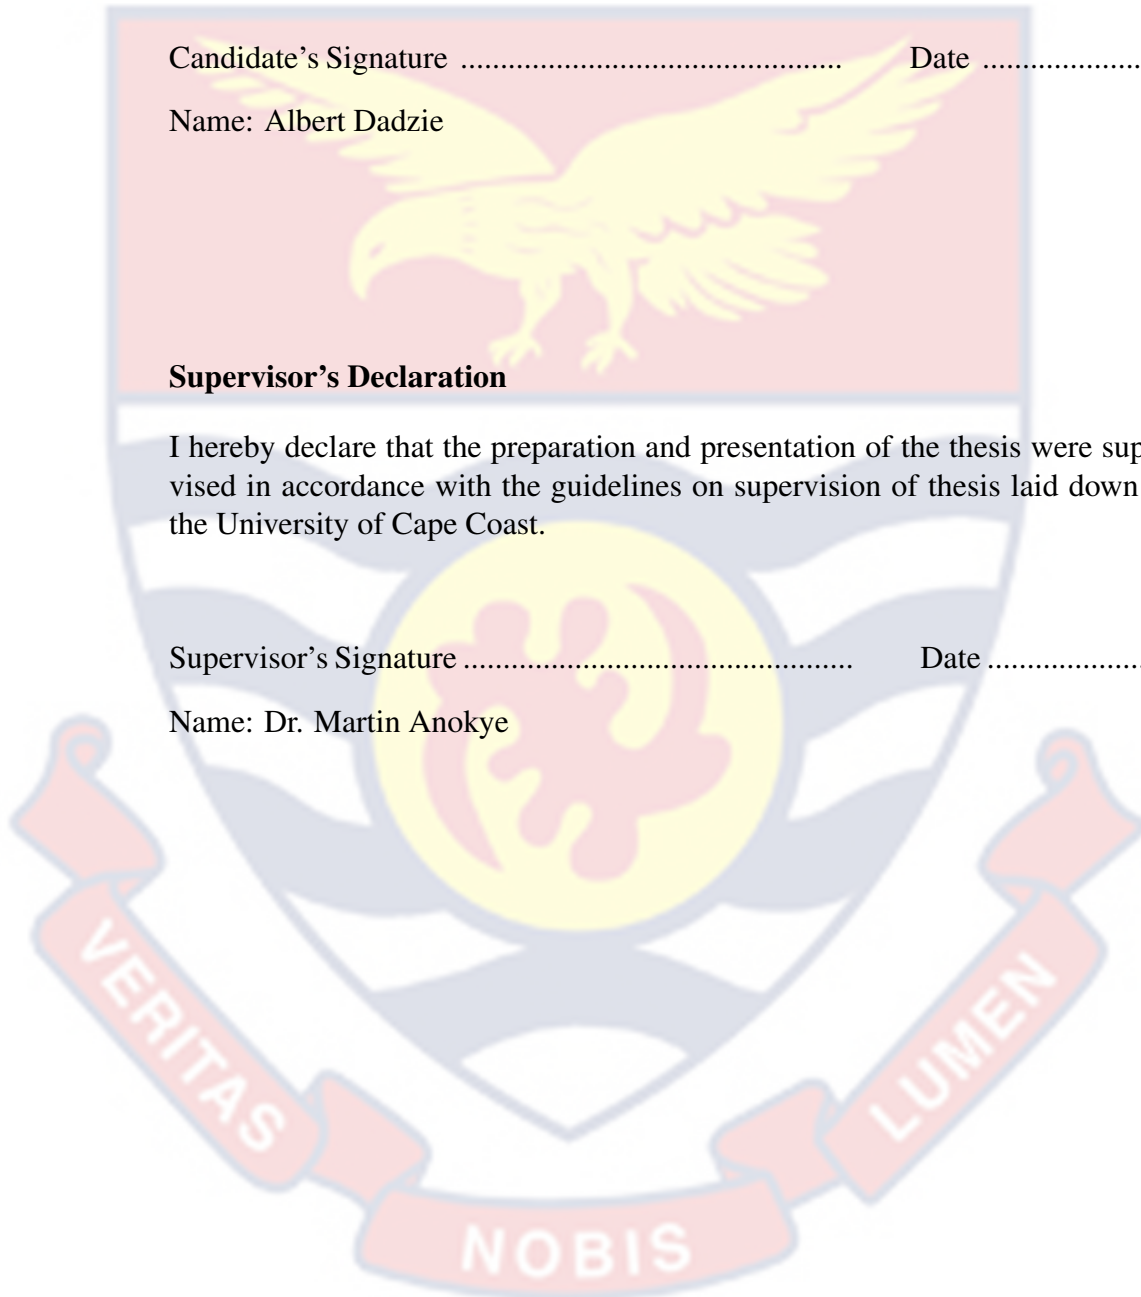 Candidate’s Signature ............................................... Date ....................
Name: Albert Dadzie
Supervisor’s Declaration
I hereby declare that the preparation and presentation of the thesis were sup
vised in accordance with the guidelines on supervision of thesis laid down
the University of Cape Coast.
Supervisor’s Signature ................................................ Date ...................
Name: Dr. Martin Anokye
VERITAS
NOBIS
LUMEN